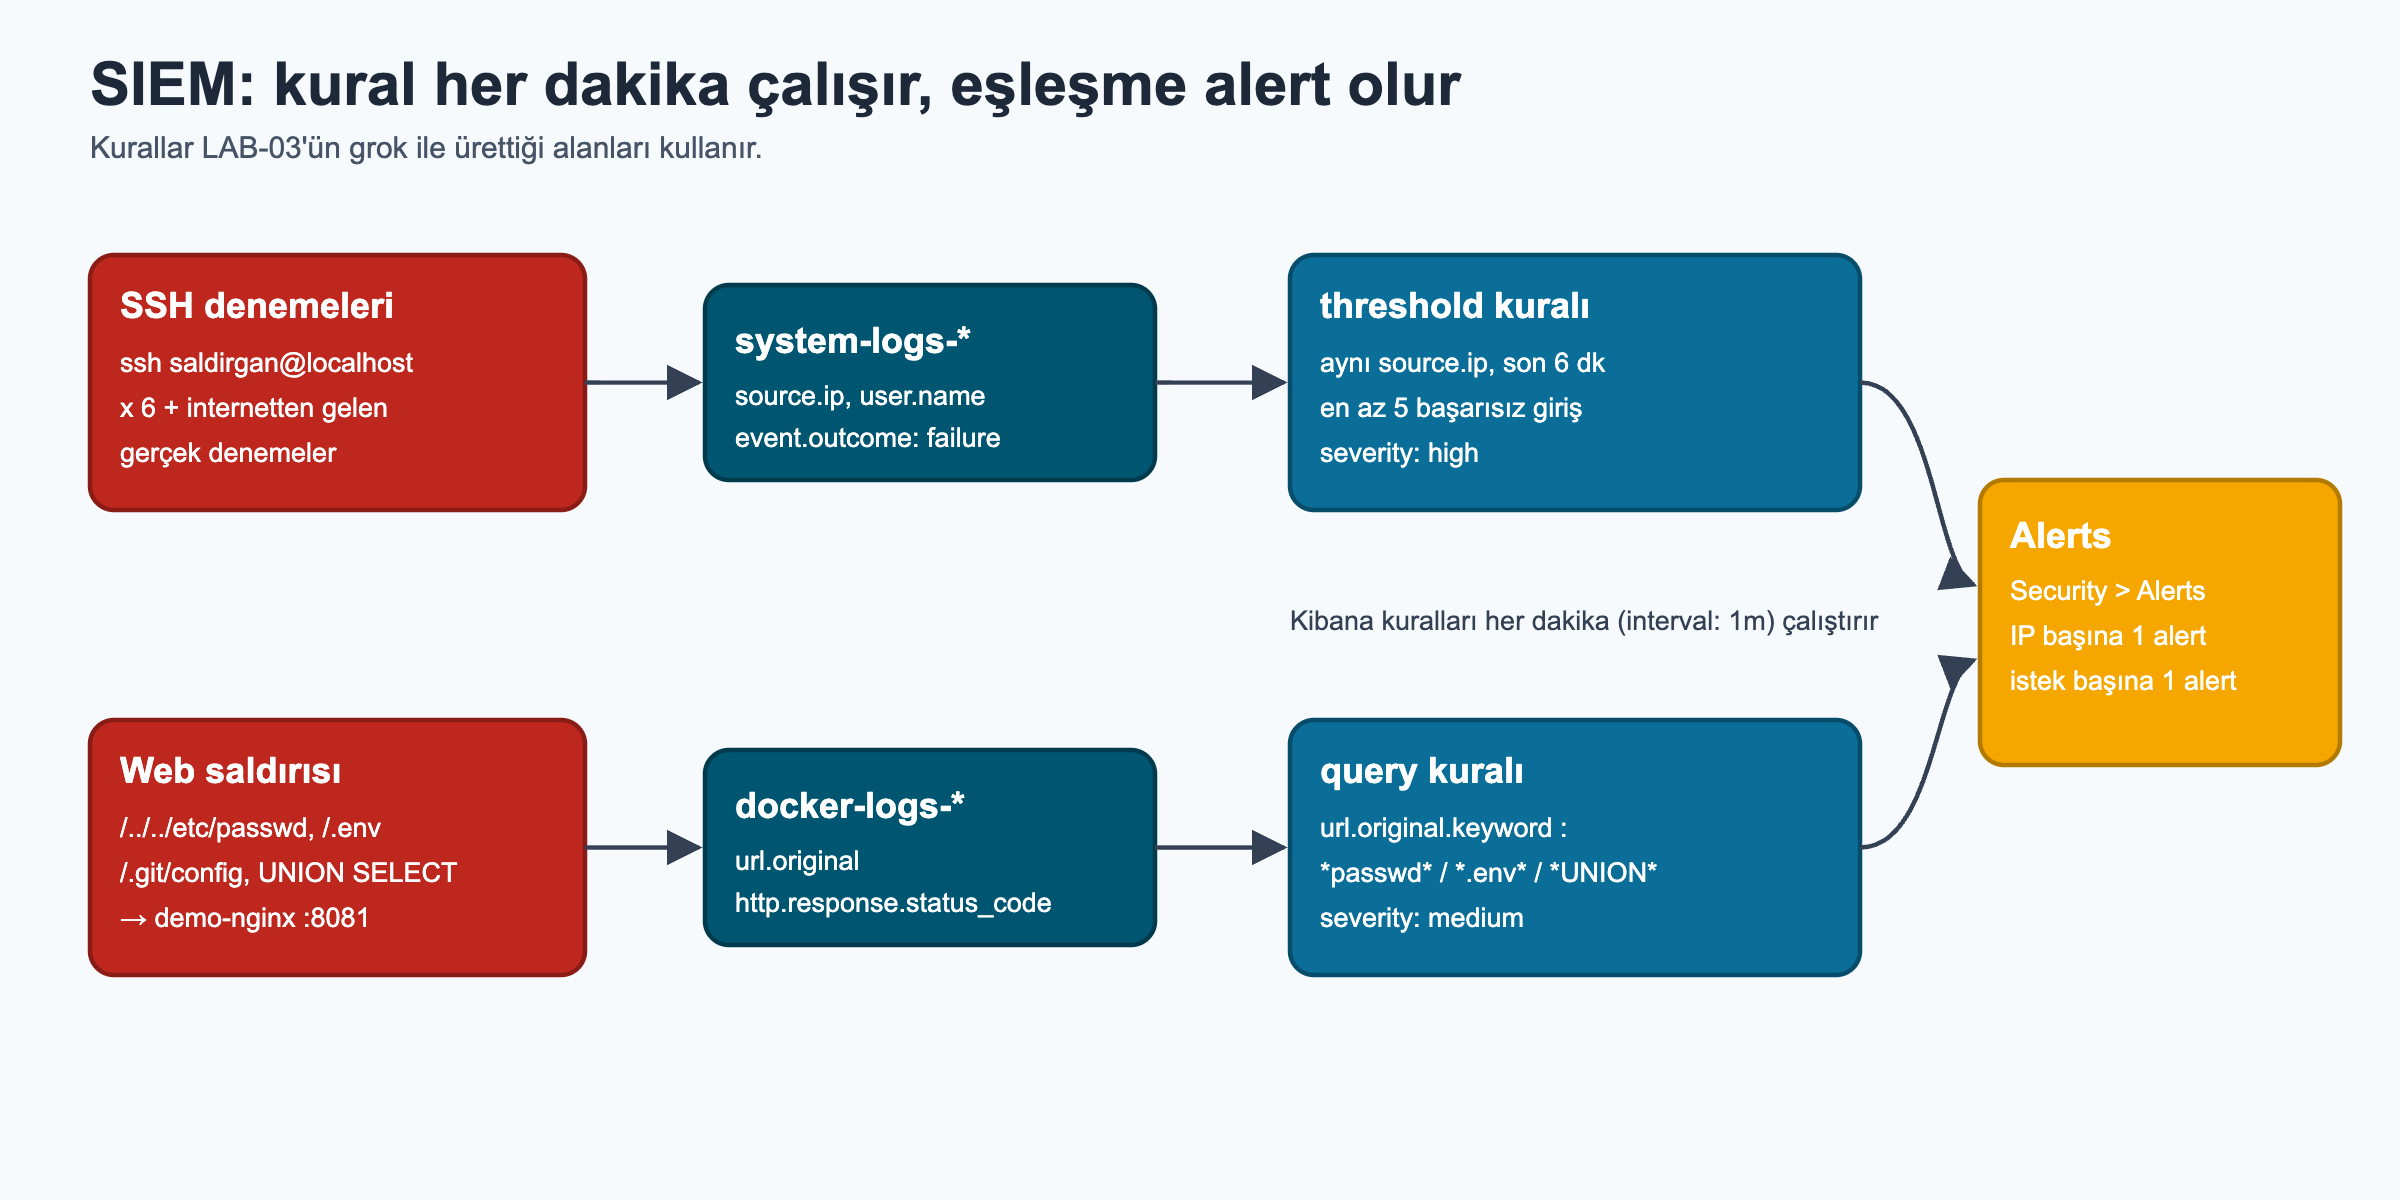 SIEM: kural her dakika çalışır, eşleşme alert olur
Kurallar LAB-03'ün grok ile ürettiği alanları kullanır.
SSH denemeleri
ssh saldirgan@localhost
x 6 + internetten gelen
gerçek denemeler
system-logs-*
source.ip, user.name
event.outcome: failure
threshold kuralı
aynı source.ip, son 6 dk
en az 5 başarısız giriş
severity: high
Alerts
Security > Alerts
IP başına 1 alert
istek başına 1 alert
Kibana kuralları her dakika (interval: 1m) çalıştırır
Web saldırısı
/../../etc/passwd, /.env
/.git/config, UNION SELECT
→ demo-nginx :8081
docker-logs-*
url.original
http.response.status_code
query kuralı
url.original.keyword :
*passwd* / *.env* / *UNION*
severity: medium